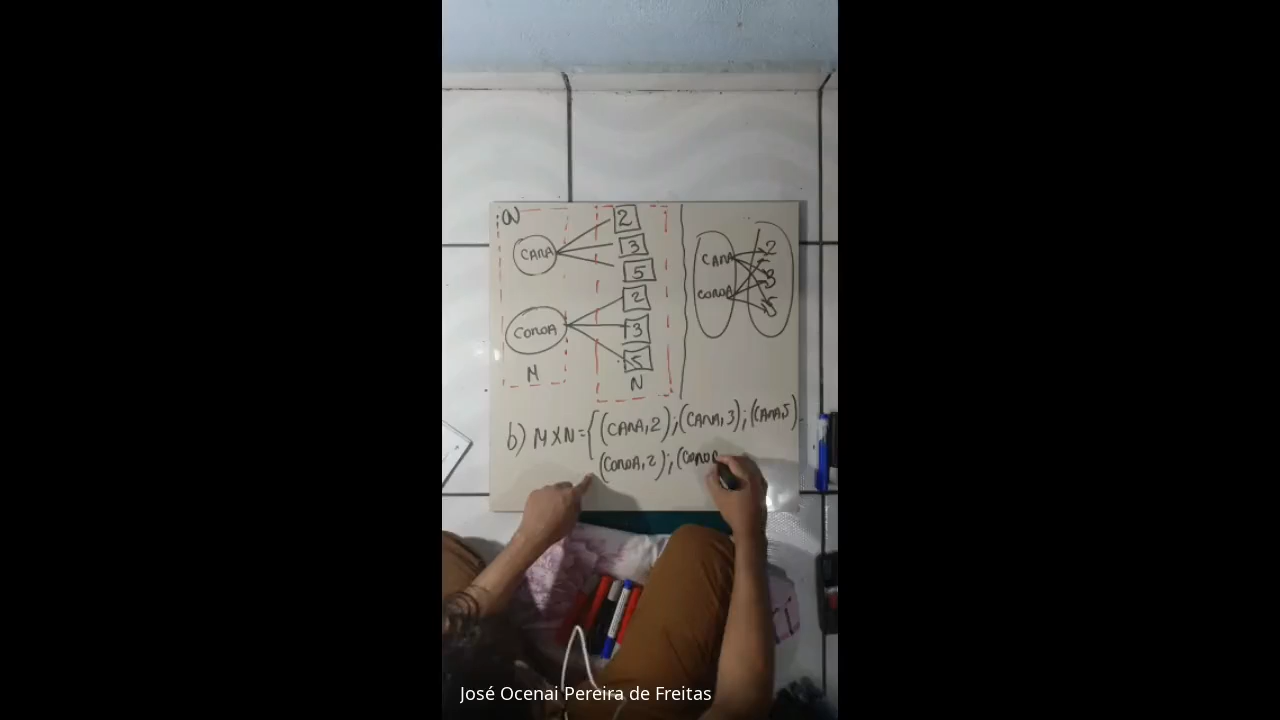 a)
CARA
2
3
5
COROA
2
3
5
M
N
CARA
COROA
2
3
5
b) M X N = { (CARA, 2) ; (CARA, 3) ; (CARA, 5)
(COROA, 2) ; (COROA
José Ocenai Pereira de Freitas